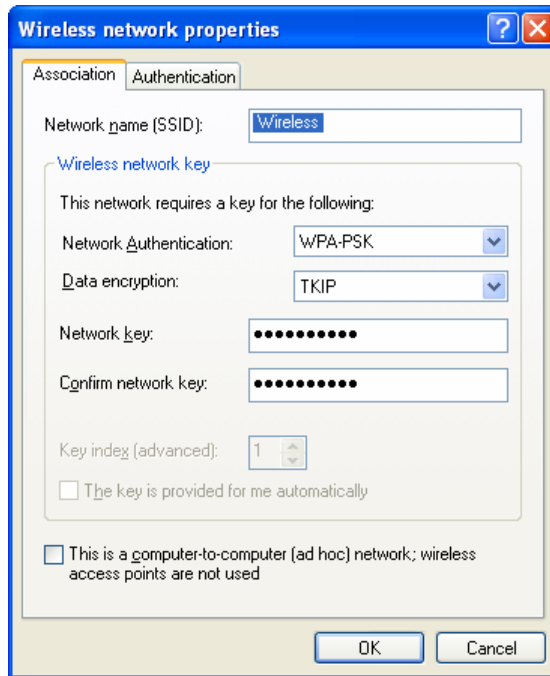 Wireless network properties
Association
Authentication
Network name (SSID):
Wireless
Wireless network key
This network requires a key for the following:
Network Authentication:
WPA-PSK
Data encryption:
TKIP
Network key:
••••••••••
Confirm network key:
••••••••••
Key index (advanced):
1
The key is provided for me automatically
This is a computer-to-computer (ad hoc) network; wireless
access points are not used
OK
Cancel